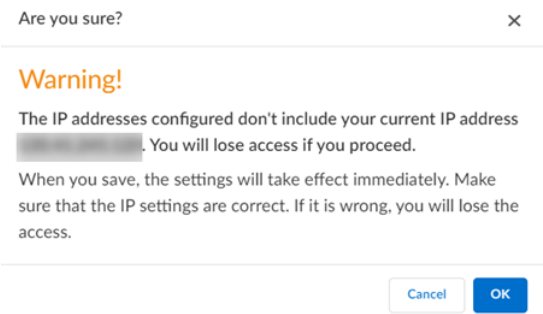 Are you sure?
Warning!
The IP addresses configured don't include your current IP address
. You will lose access if you proceed.
When you save, the settings will take effect immediately. Make
sure that the IP settings are correct. If it is wrong, you will lose the
access.
Cancel OK